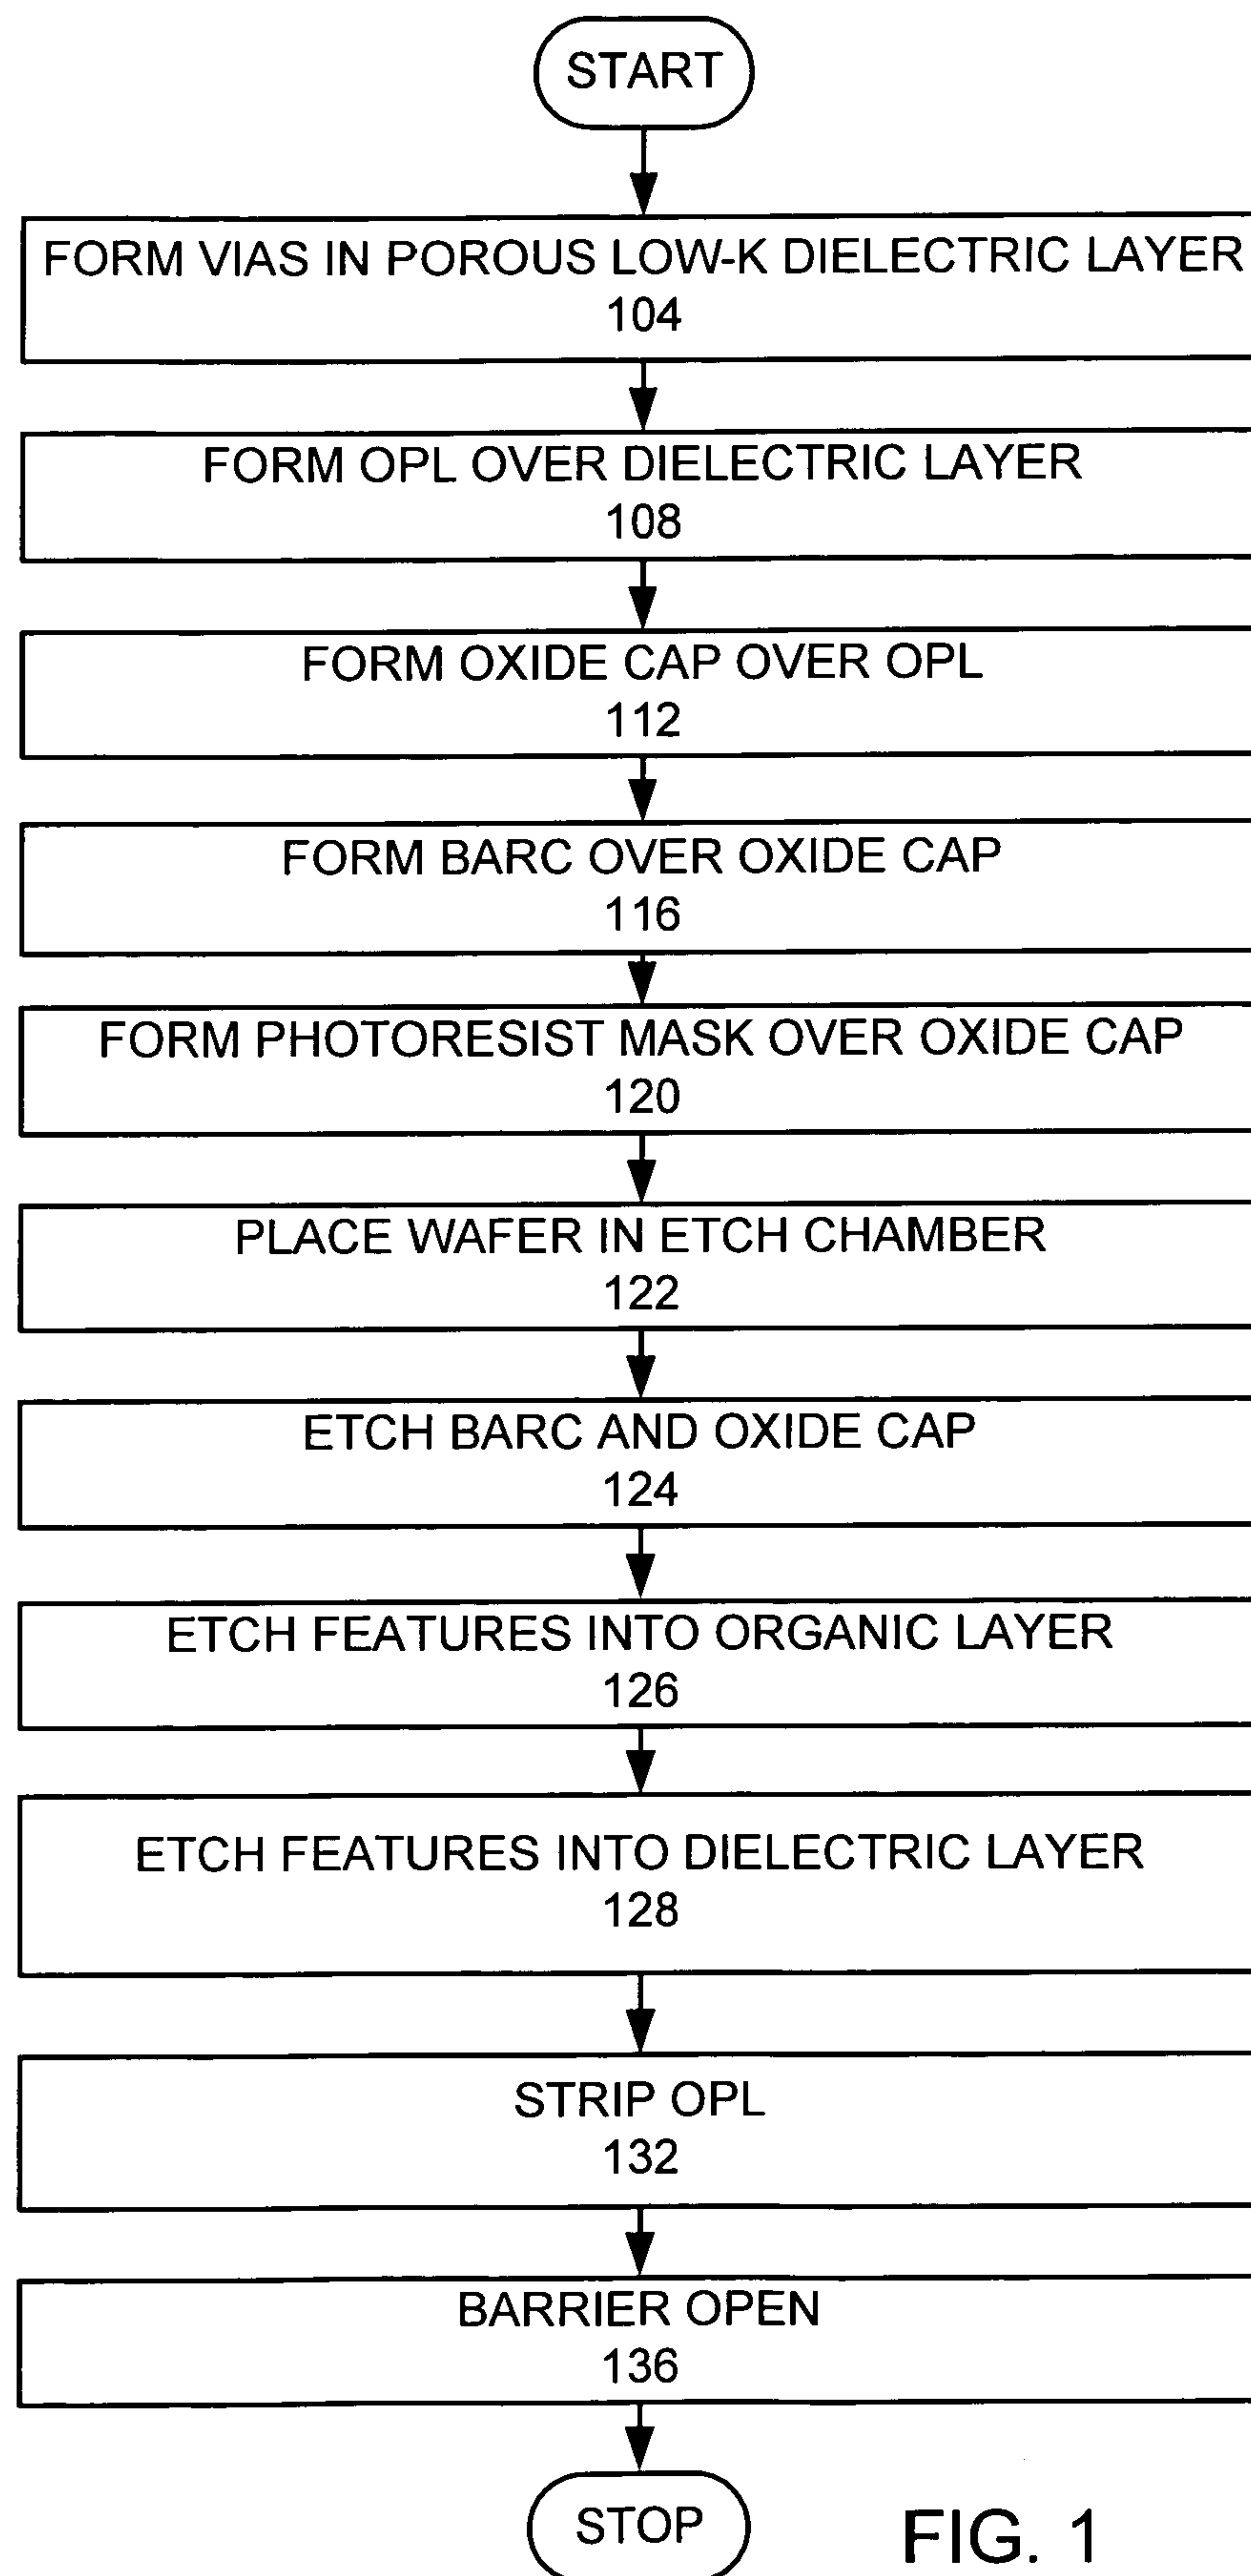 START
FORM VIAS IN POROUS LOW-K DIELECTRIC LAYER
104
FORM OPL OVER DIELECTRIC LAYER
108
FORM OXIDE CAP OVER OPL
112
FORM BARC OVER OXIDE CAP
116
FORM PHOTORESIST MASK OVER OXIDE CAP
120
PLACE WAFER IN ETCH CHAMBER
122
ETCH BARC AND OXIDE CAP
124
ETCH FEATURES INTO ORGANIC LAYER
126
ETCH FEATURES INTO DIELECTRIC LAYER
128
STRIP OPL
132
BARRIER OPEN
136
STOP
FIG. 1